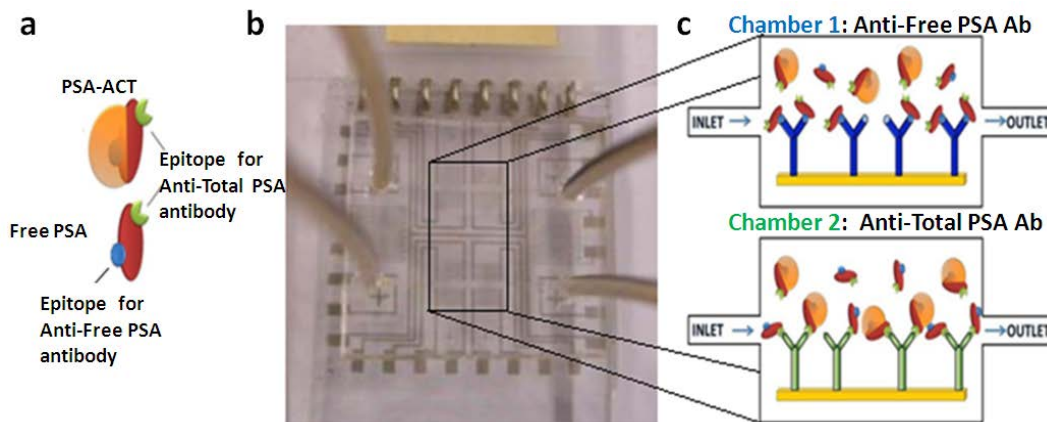 a
PSA-ACT
Epitope for
Anti-Total PSA
antibody
Free PSA
Epitope for
Anti-Free PSA
antibody
b
c
Chamber 1: Anti-Free PSA Ab
INLET
OUTLET
Chamber 2: Anti-Total PSA Ab
INLET
OUTLET